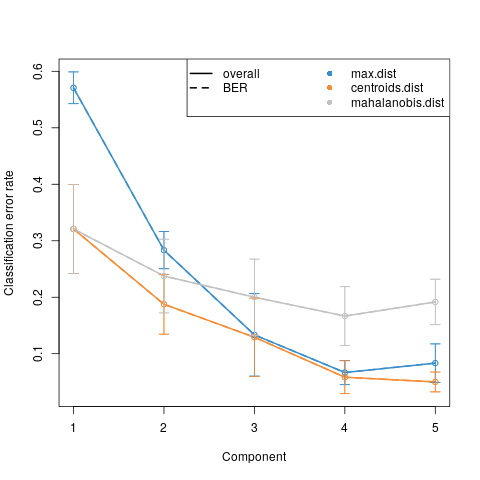 overall
BER
max.dist
centroids.dist
mahalanobis.dist
Classification error rate
0.6
0.5
0.4
0.3
0.2
0.1
1 2 3 4 5
Component